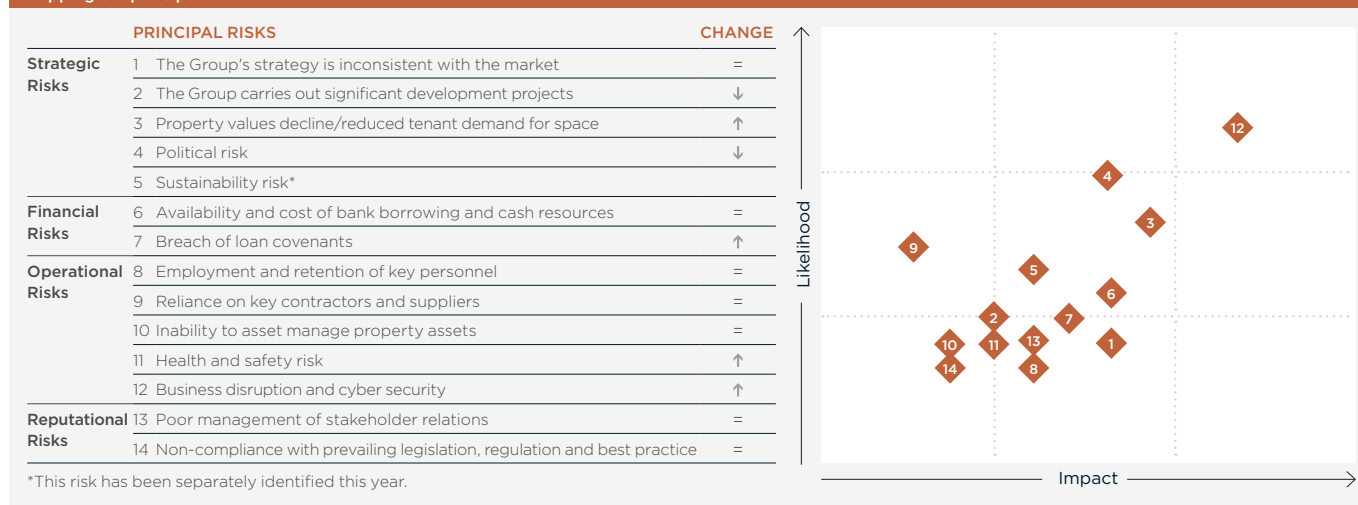 PRINCIPAL RISKS CHANGE
Strategic Risks
1 The Group's strategy is inconsistent with the market =
2 The Group carries out significant development projects ↓
3 Property values decline/reduced tenant demand for space ↑
4 Political risk ↓
5 Sustainability risk*
Financial Risks
6 Availability and cost of bank borrowing and cash resources =
7 Breach of loan covenants ↑
Operational Risks
8 Employment and retention of key personnel =
9 Reliance on key contractors and suppliers =
10 Inability to asset manage property assets =
11 Health and safety risk ↑
12 Business disruption and cyber security ↑
Reputational Risks
13 Poor management of stakeholder relations =
14 Non-compliance with prevailing legislation, regulation and best practice =
*This risk has been separately identified this year.
Likelihood
12
4
3
9
5
6
2
7
10
11
13
1
14
8
Impact